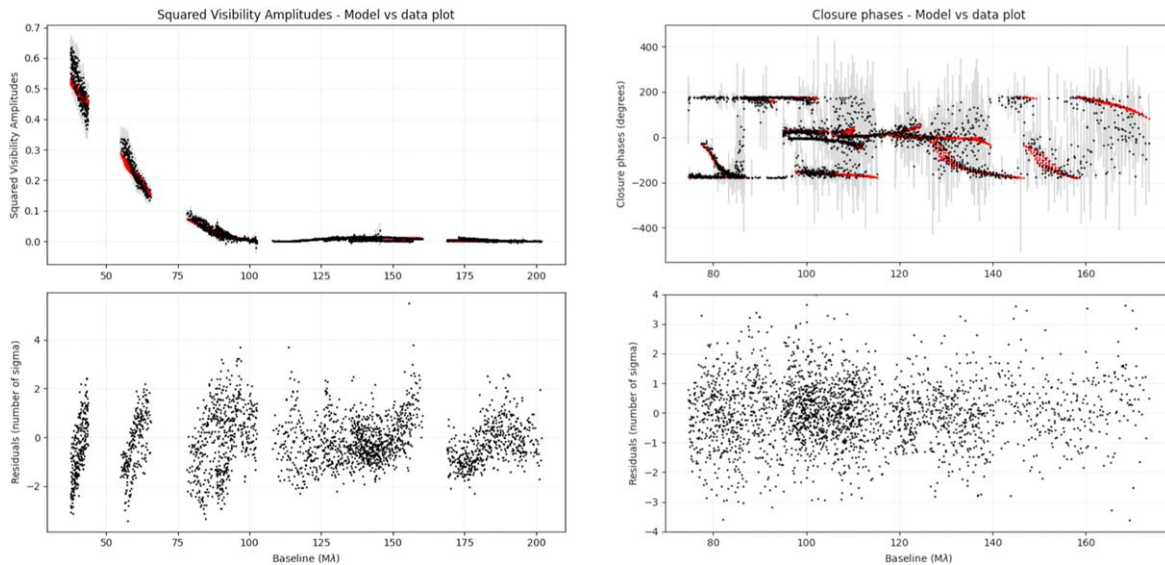 Squared Visibility Amplitudes - Model vs data plot
Squared Visibility Amplitudes
0.7
0.6
0.5
0.4
0.3
0.2
0.1
0.0
50 75 100 125 150 175 200
Residuals (number of sigma)
4
2
0
−2
50 75 100 125 150 175 200
Baseline (Mλ)
Closure phases - Model vs data plot
Closure phases (degrees)
400
200
0
−200
−400
80 100 120 140 160
Residuals (number of sigma)
4
3
2
1
0
−1
−2
−3
−4
80 100 120 140 160
Baseline (Mλ)